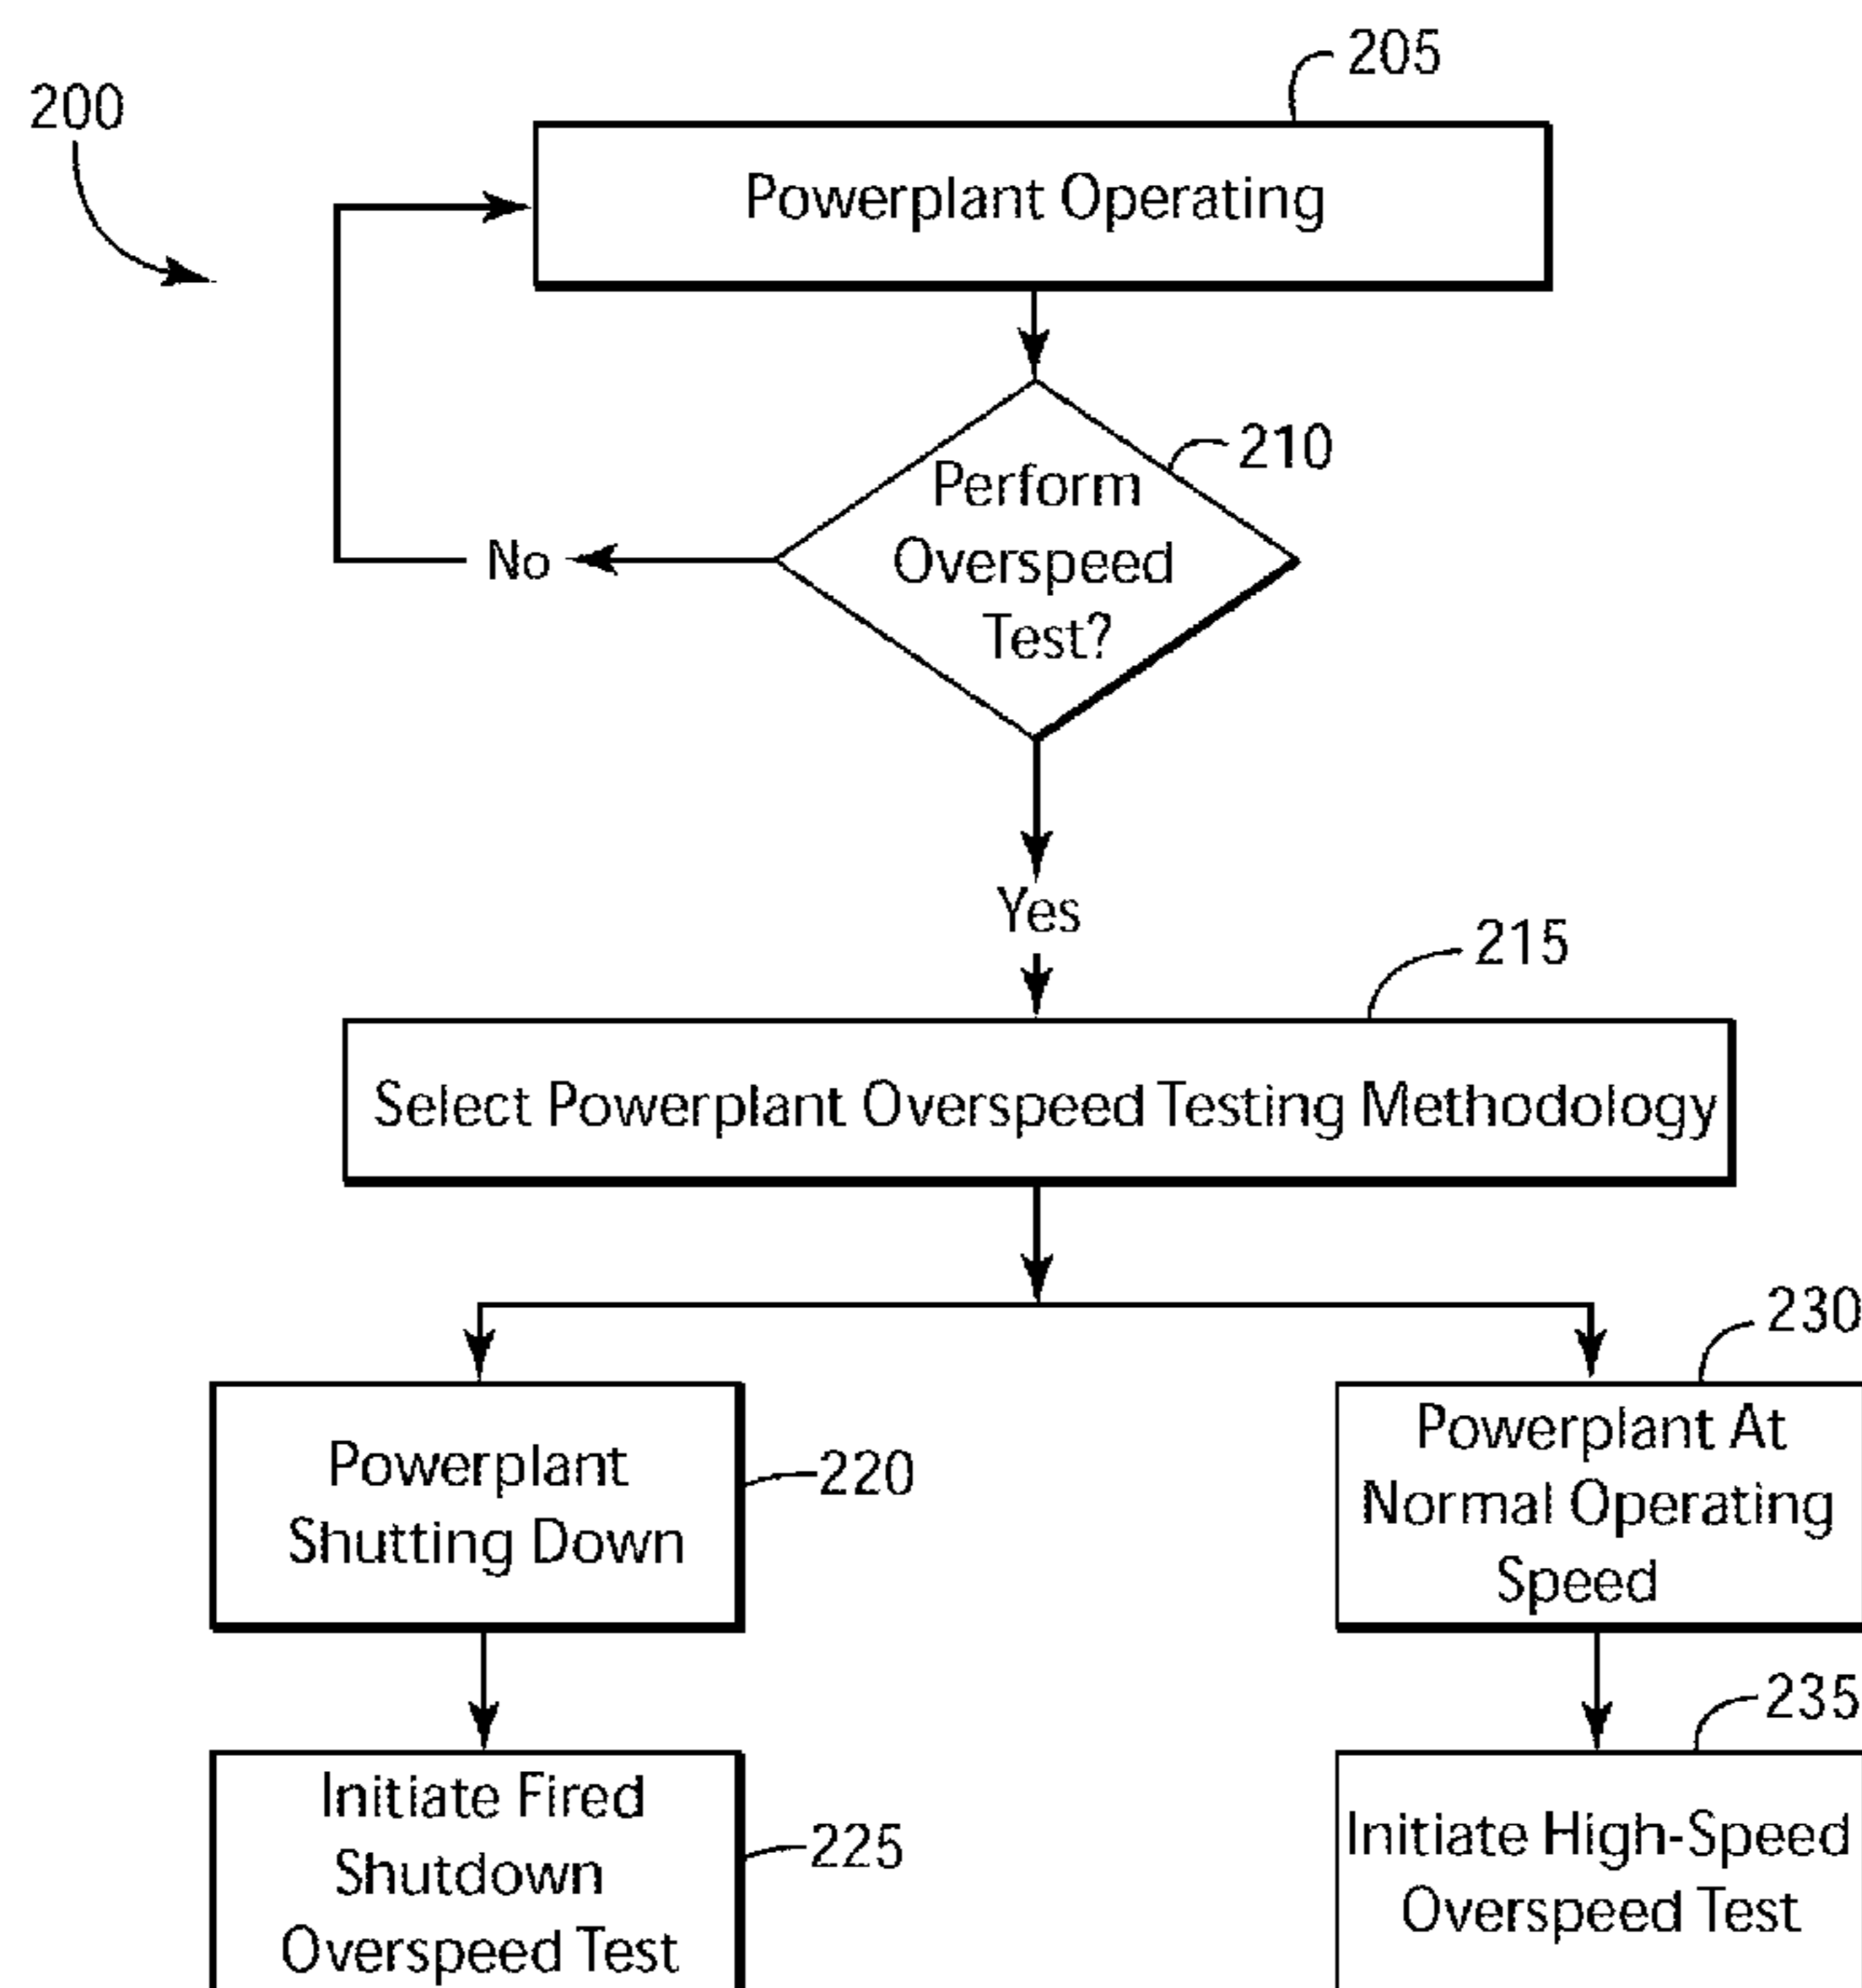 205
200
Powerplant Operating
210
Perform
Overspeed
Test?
No
Yes
215
Select Powerplant Overspeed Testing Methodology
230
Powerplant
Shutting Down
220
Powerplant At
Normal Operating
Speed
235
Initiate Fired
Shutdown
Overspeed Test
225
Initiate High-Speed
Overspeed Test